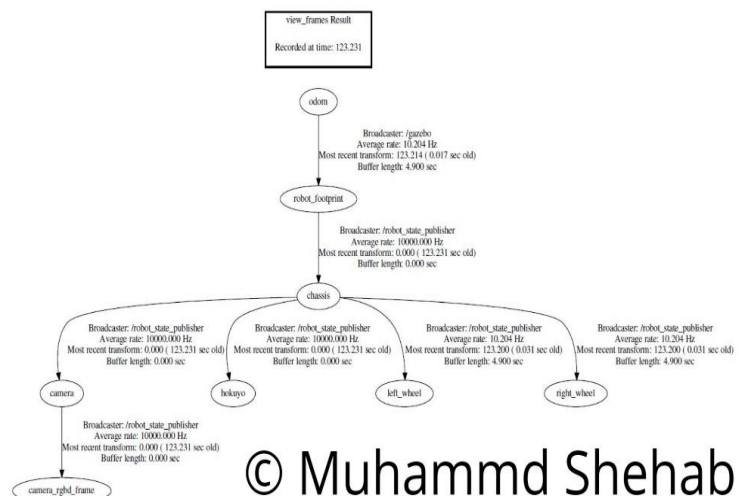 view_frames Result
Recorded at time: 123.231
odom
Broadcaster: /gazebo
Average rate: 10.204 Hz
Most recent transform: 123.214 ( 0.017 sec old)
Buffer length: 4.900 sec
robot_footprint
Broadcaster: /robot_state_publisher
Average rate: 10000.000 Hz
Most recent transform: 0.000 ( 123.231 sec old)
Buffer length: 0.000 sec
chassis
Broadcaster: /robot_state_publisher
Average rate: 10000.000 Hz
Most recent transform: 0.000 ( 123.231 sec old)
Buffer length: 0.000 sec
Broadcaster: /robot_state_publisher
Average rate: 10000.000 Hz
Most recent transform: 0.000 ( 123.231 sec old)
Buffer length: 0.000 sec
Broadcaster: /robot_state_publisher
Average rate: 10.204 Hz
Most recent transform: 123.200 ( 0.031 sec old)
Buffer length: 4.900 sec
Broadcaster: /robot_state_publisher
Average rate: 10.204 Hz
Most recent transform: 123.200 ( 0.031 sec old)
Buffer length: 4.900 sec
camera
hokuyo
left_wheel
right_wheel
Broadcaster: /robot_state_publisher
Average rate: 10000.000 Hz
Most recent transform: 0.000 ( 123.231 sec old)
Buffer length: 0.000 sec
camera_rgbd_frame
© Muhammd Shehab